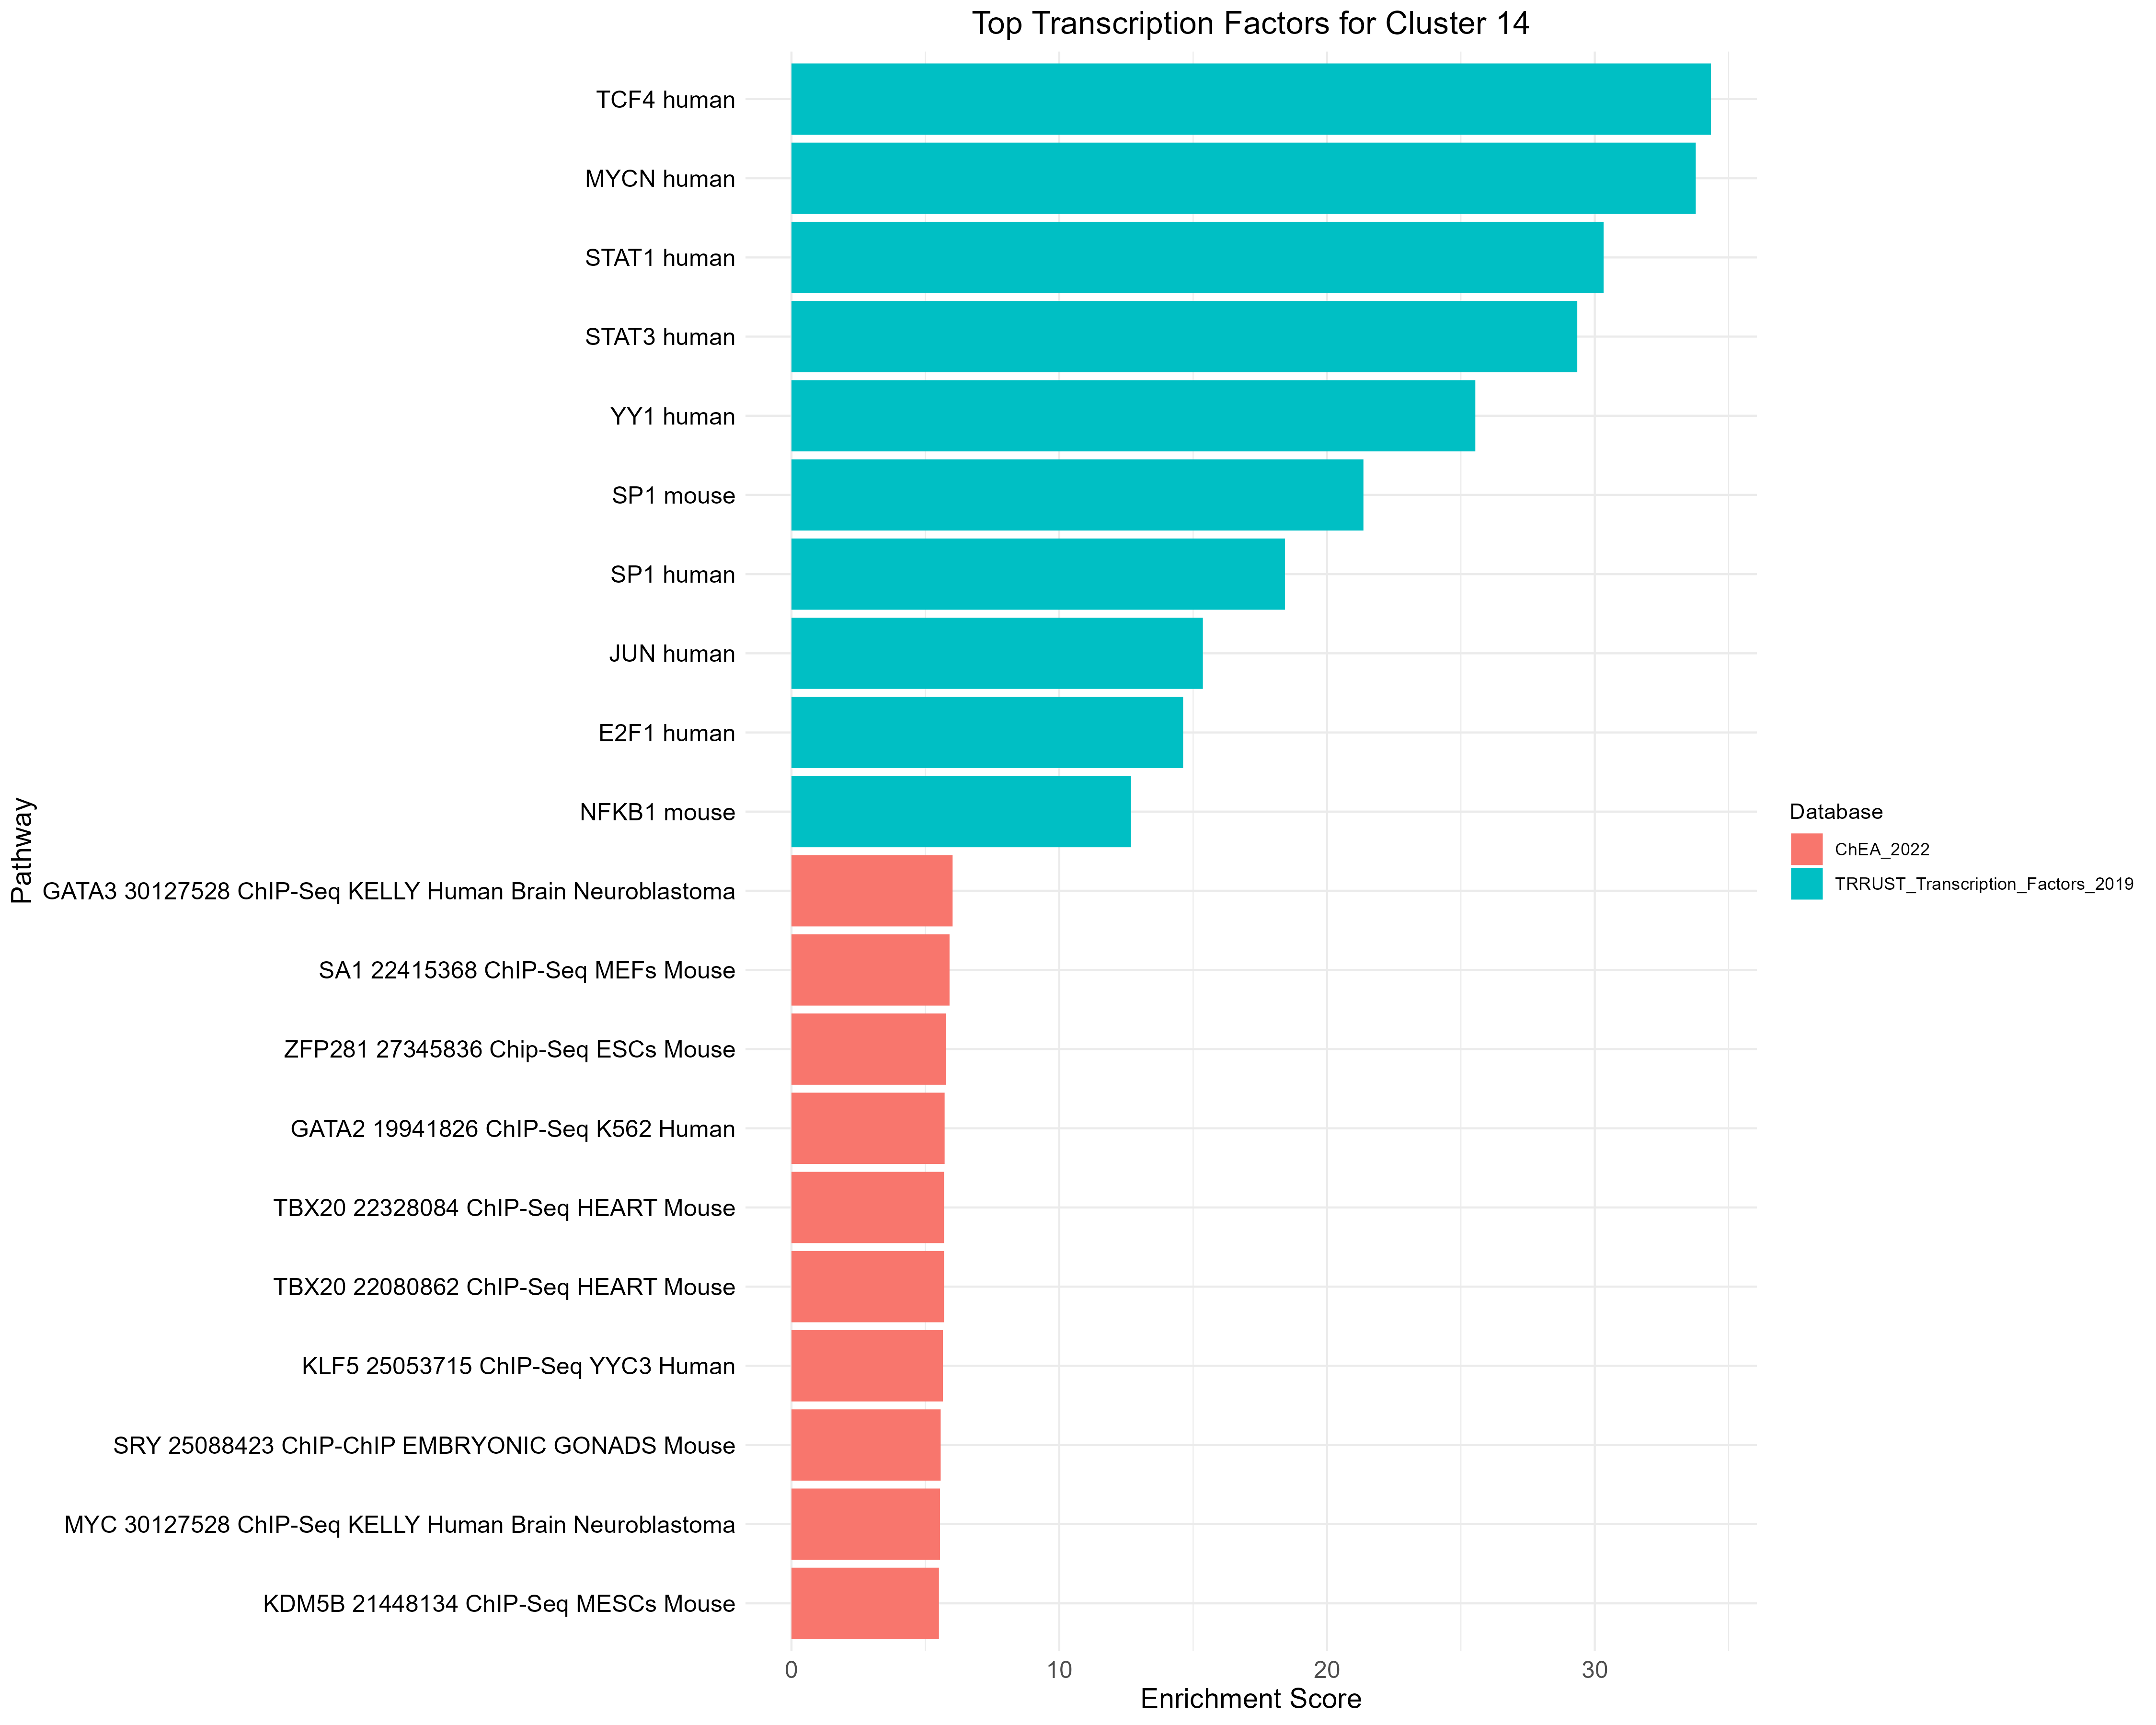 Top Transcription Factors for Cluster 14
TCF4 human
MYCN human
STAT1 human
STAT3 human
YY1 human
SP1 mouse
SP1 human
JUN human
E2F1 human
NFKB1 mouse
GATA3 30127528 ChIP-Seq KELLY Human Brain Neuroblastoma
SA1 22415368 ChIP-Seq MEFs Mouse
ZFP281 27345836 Chip-Seq ESCs Mouse
GATA2 19941826 ChIP-Seq K562 Human
TBX20 22328084 ChIP-Seq HEART Mouse
TBX20 22080862 ChIP-Seq HEART Mouse
KLF5 25053715 ChIP-Seq YYC3 Human
SRY 25088423 ChIP-ChIP EMBRYONIC GONADS Mouse
MYC 30127528 ChIP-Seq KELLY Human Brain Neuroblastoma
KDM5B 21448134 ChIP-Seq MESCs Mouse
Pathway
0 10 20 30
Enrichment Score
Database
ChEA_2022
TRRUST_Transcription_Factors_2019